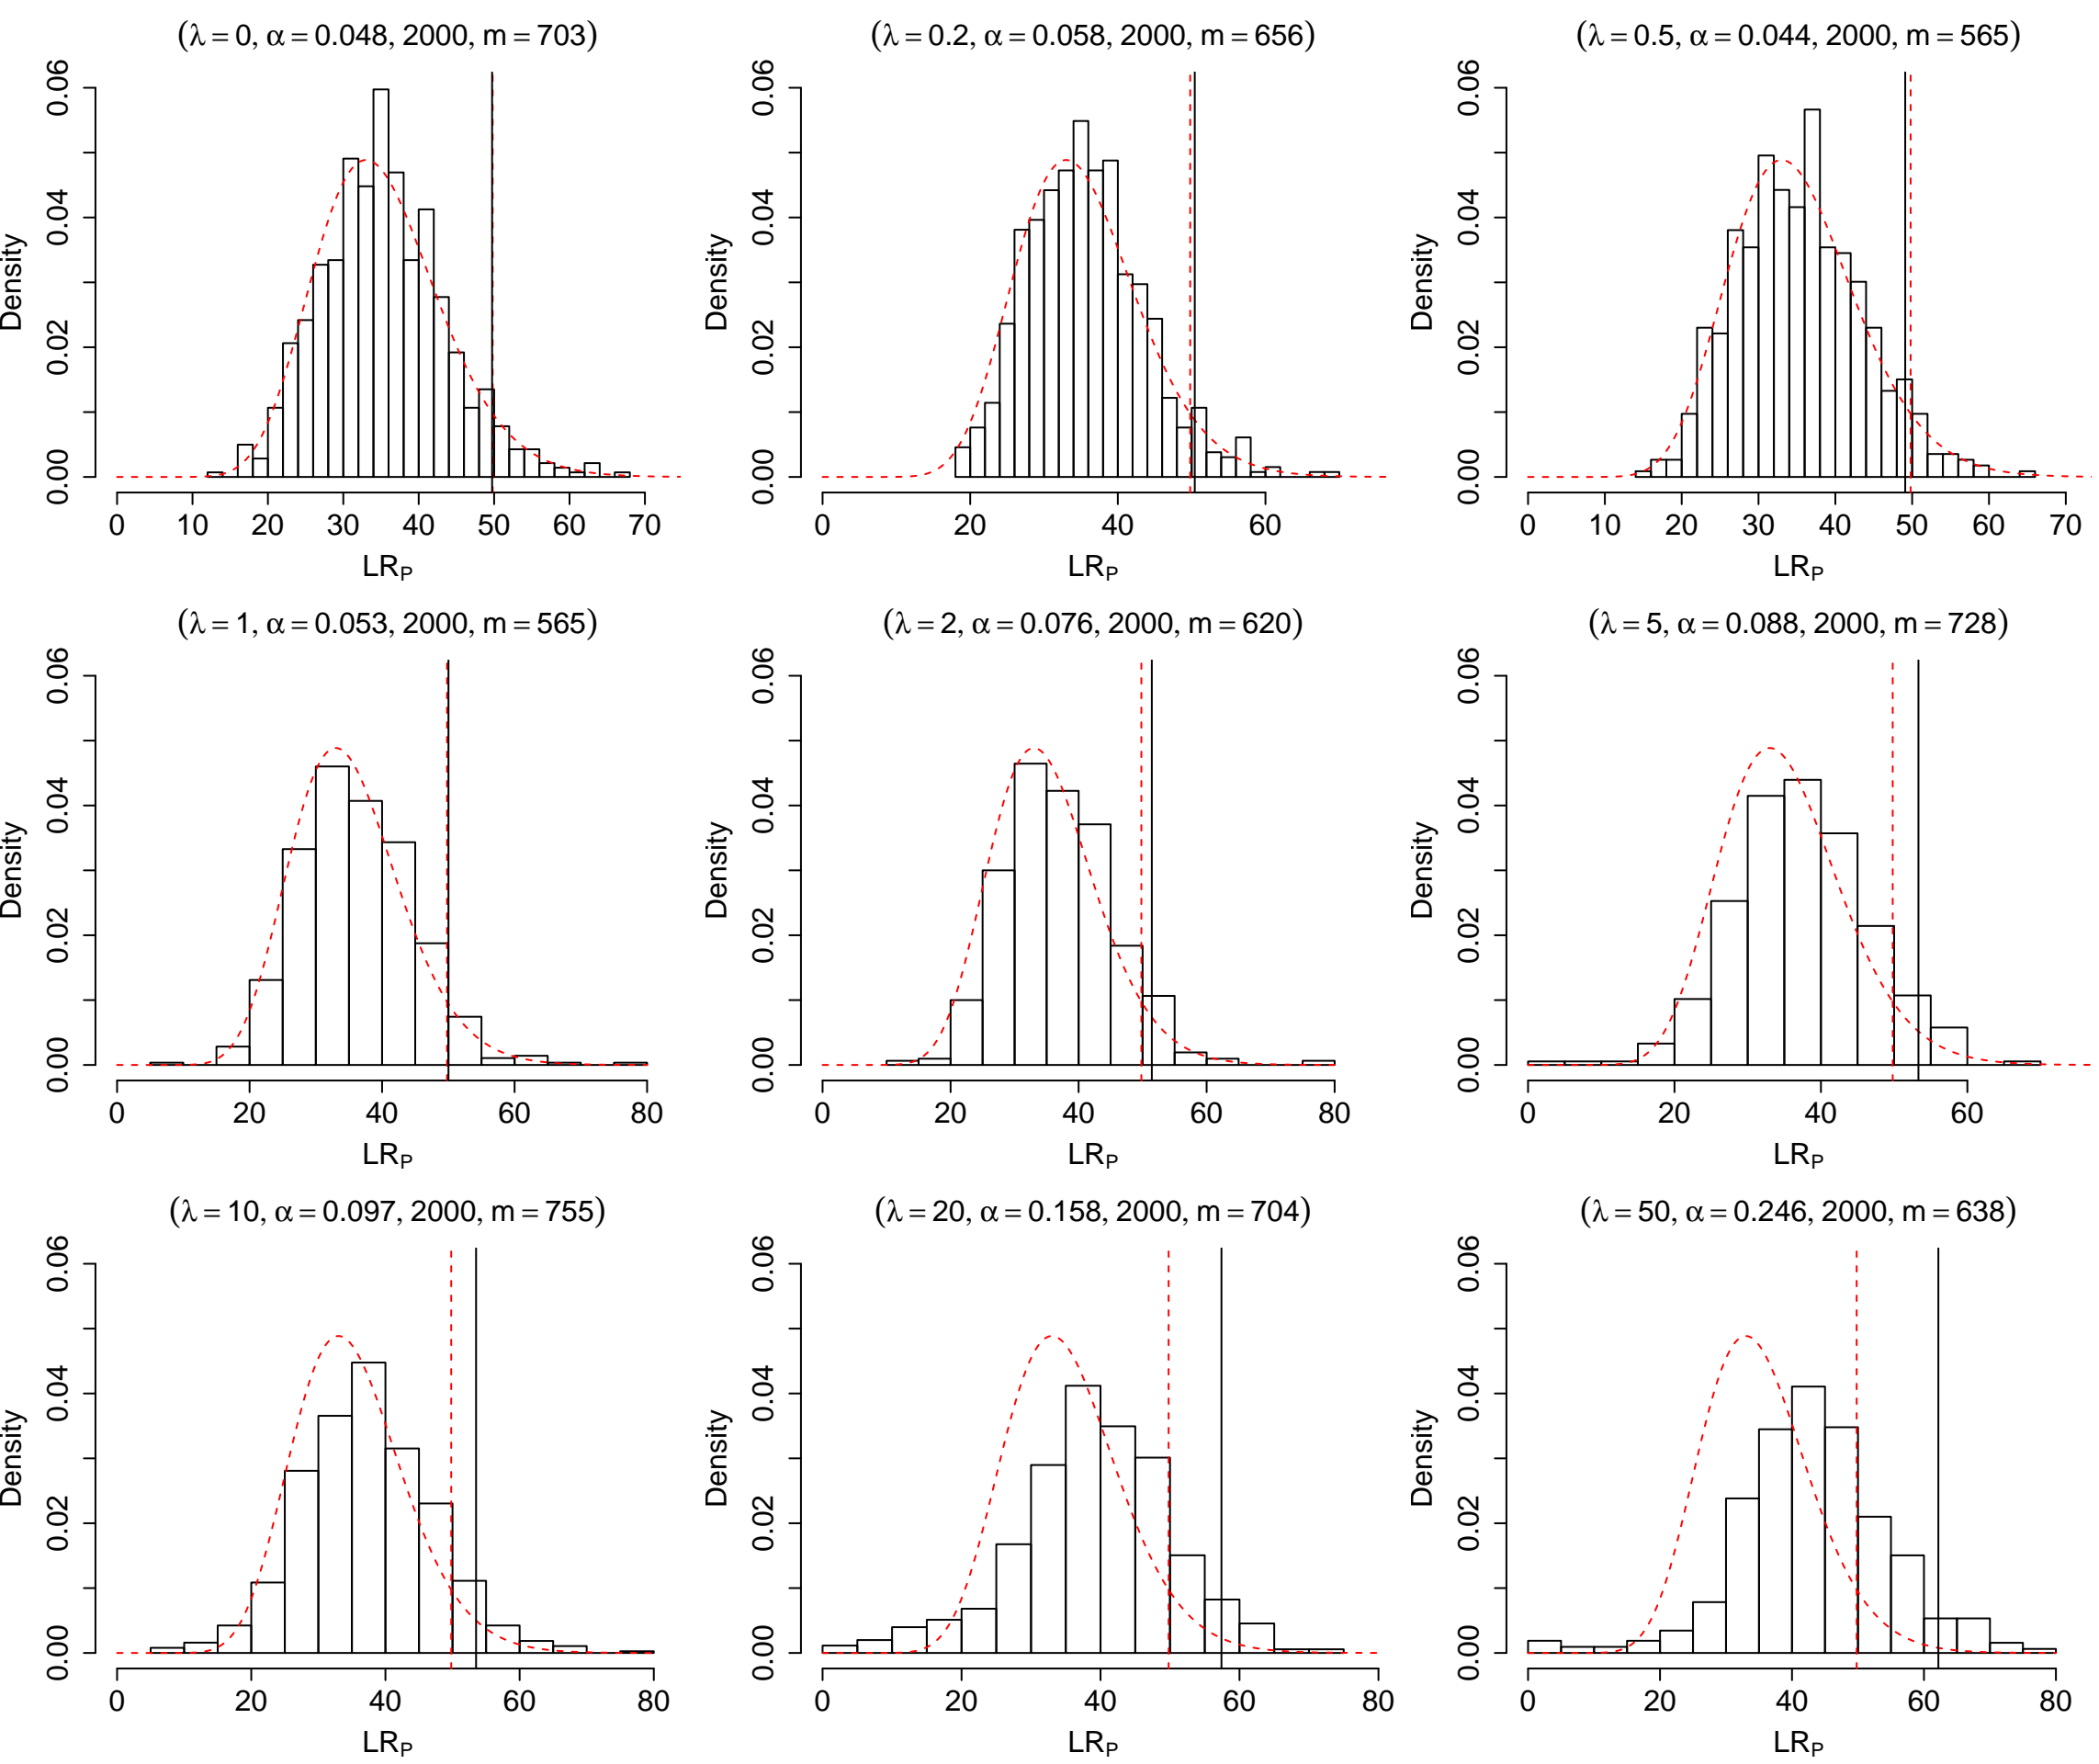 (λ = 0, α = 0.048, 2000, m = 703)
0.00 0.02 0.04 0.06
Density
0 10 20 30 40 50 60 70
LR_P
(λ = 0.2, α = 0.058, 2000, m = 656)
0.00 0.02 0.04 0.06
Density
0 20 40 60
LR_P
(λ = 0.5, α = 0.044, 2000, m = 565)
0.00 0.02 0.04 0.06
Density
0 10 20 30 40 50 60 70
LR_P
(λ = 1, α = 0.053, 2000, m = 565)
0.00 0.02 0.04 0.06
Density
0 20 40 60 80
LR_P
(λ = 2, α = 0.076, 2000, m = 620)
0.00 0.02 0.04 0.06
Density
0 20 40 60 80
LR_P
(λ = 5, α = 0.088, 2000, m = 728)
0.00 0.02 0.04 0.06
Density
0 20 40 60
LR_P
(λ = 10, α = 0.097, 2000, m = 755)
0.00 0.02 0.04 0.06
Density
0 20 40 60 80
LR_P
(λ = 20, α = 0.158, 2000, m = 704)
0.00 0.02 0.04 0.06
Density
0 20 40 60 80
LR_P
(λ = 50, α = 0.246, 2000, m = 638)
0.00 0.02 0.04 0.06
Density
0 20 40 60 80
LR_P